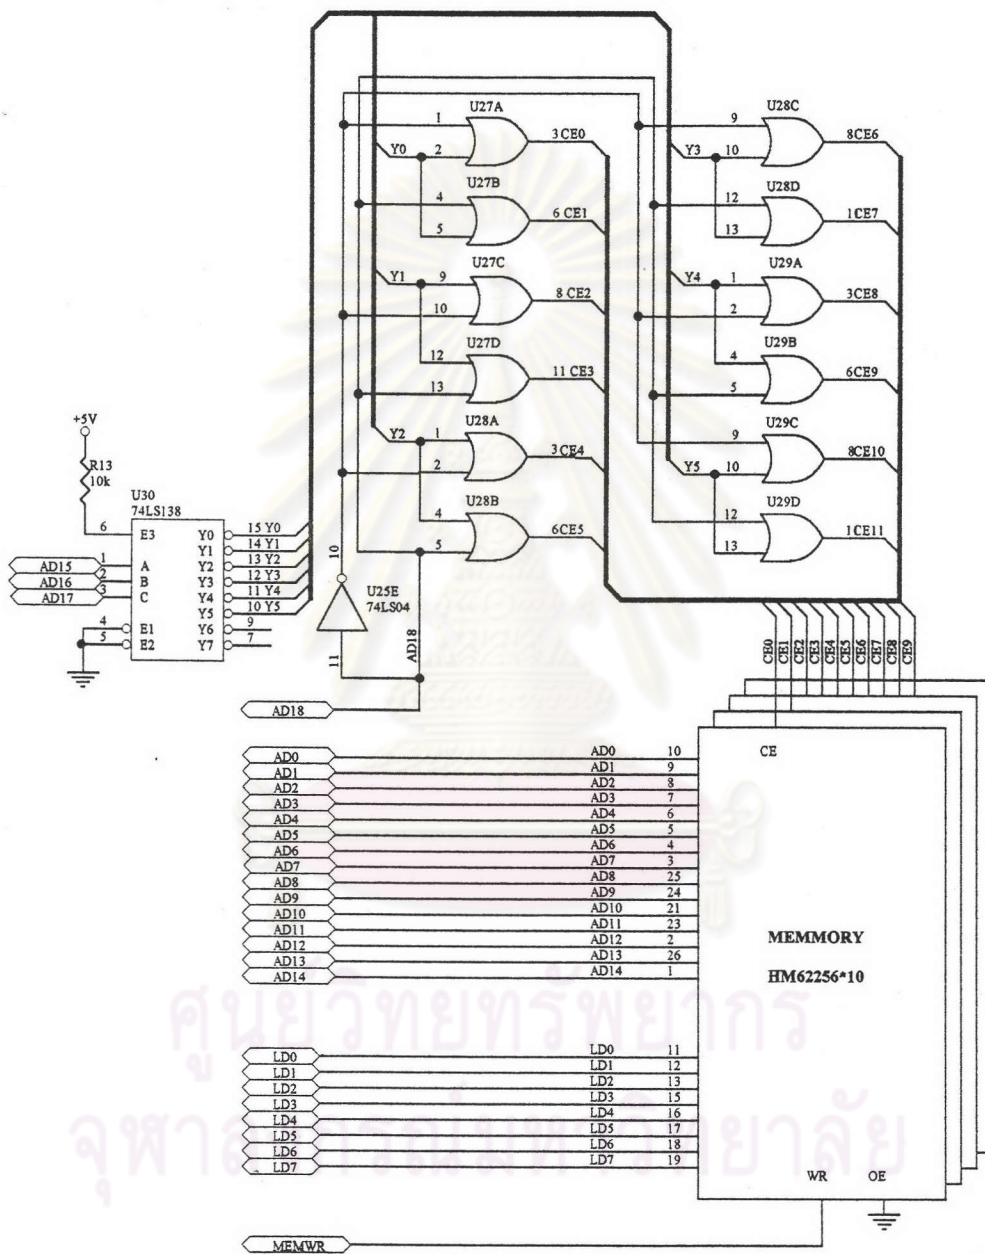 U27A
1
2
3 CE0
Y0
U27B
4
5
6 CE1
U27C
Y1
9
10
8 CE2
U27D
12
13
11 CE3
U28A
Y2
1
2
3 CE4
U28B
4
5
6CE5
U28C
9
Y3
10
8CE6
U28D
12
13
1CE7
U29A
Y4
1
2
3CE8
U29B
4
5
6CE9
U29C
9
Y5
10
8CE10
U29D
12
13
1CE11
+5V
R13
10k
U30
74LS138
6 E3 Y0 15 Y0
Y1 14 Y1
AD15 1 A Y2 13 Y2
AD16 2 B Y3 12 Y3
AD17 3 C Y4 11 Y4
Y5 10 Y5
4 E1 Y6 9
5 E2 Y7 7
10
U25E
74LS04
11
AD18
AD18
CE0
CE1
CE2
CE3
CE4
CE5
CE6
CE7
CE8
CE9
CE
AD0 AD0 10
AD1 AD1 9
AD2 AD2 8
AD3 AD3 7
AD4 AD4 6
AD5 AD5 5
AD6 AD6 4
AD7 AD7 3
AD8 AD8 25
AD9 AD9 24
AD10 AD10 21
AD11 AD11 23
AD12 AD12 2
AD13 AD13 26
AD14 AD14 1
MEMMORY
HM62256*10
LD0 LD0 11
LD1 LD1 12
LD2 LD2 13
LD3 LD3 15
LD4 LD4 16
LD5 LD5 17
LD6 LD6 18
LD7 LD7 19
WR OE
MEMWR
ศูนย์วิทยทรัพยากร
จุฬาลงกรณ์มหาวิทยาลัย